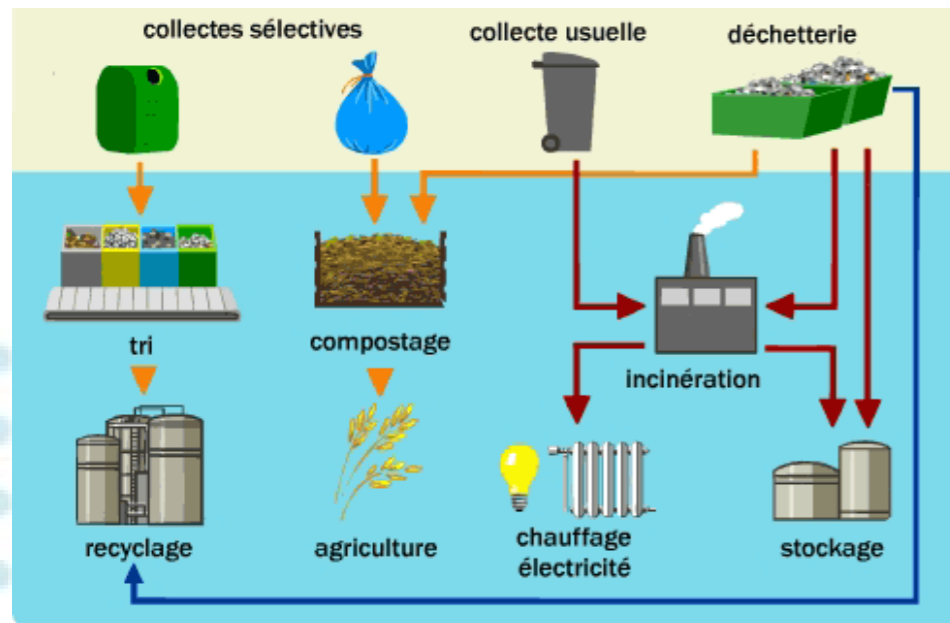 collectes sélectives
collecte usuelle
déchetterie
tri
compostage
incinération
recyclage
agriculture
chauffage
électricité
stockage